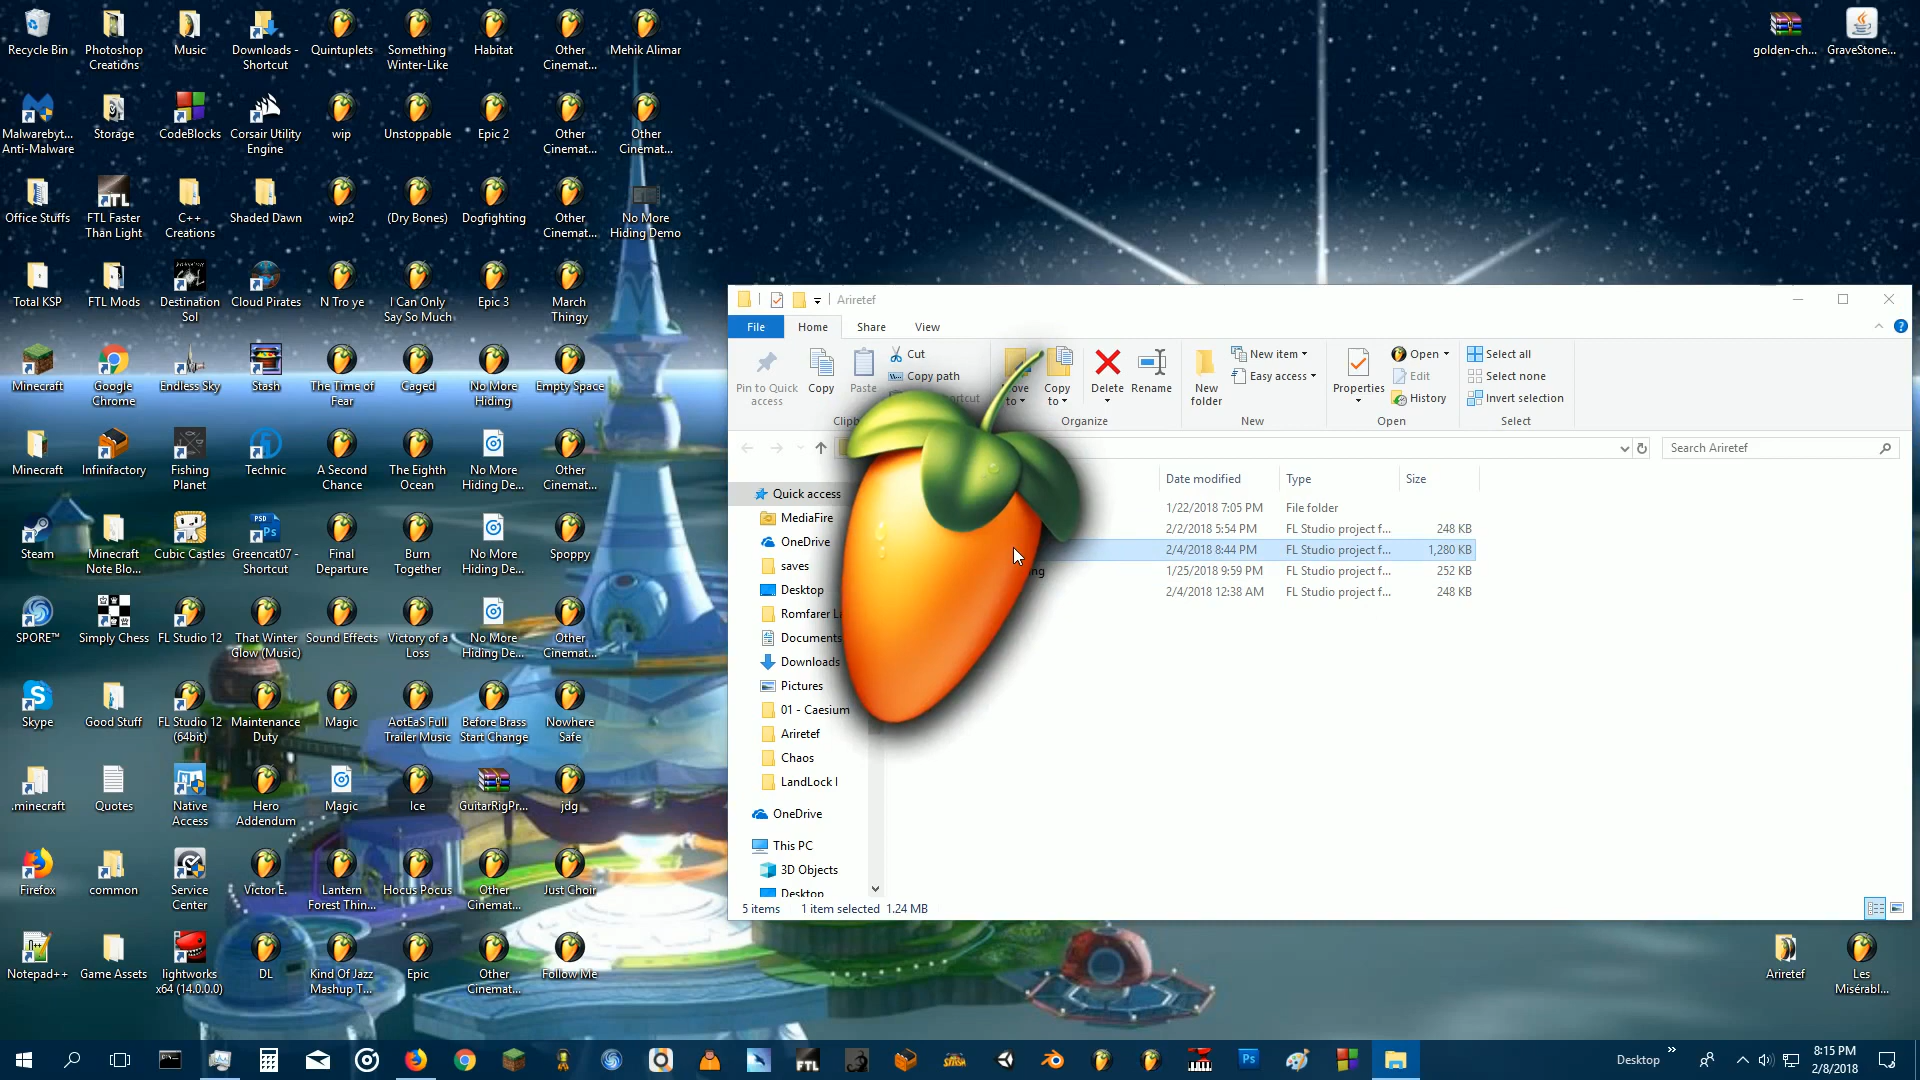 Recycle Bin
Photoshop
Creations
Music
Downloads -
Shortcut
Quintuplets
Something
Winter-Like
Habitat
Other
Cinemat...
Mehik Alimar
golden-ch...
GraveStone...
Malwarebyt...
Anti-Malware
Storage
CodeBlocks
Corsair Utility
Engine
wip
Unstoppable
Epic 2
Other
Cinemat...
Other
Cinemat...
Office Stuffs
FTL Faster
Than Light
C++
Creations
Shaded Dawn
wip2
(Dry Bones)
Dogfighting
Other
Cinemat...
No More
Hiding Demo
Total KSP
FTL Mods
Destination
Sol
Cloud Pirates
N Tro ye
I Can Only
Say So Much
Epic 3
March
Thingy
Minecraft
Google
Chrome
Endless Sky
Stash
The Time of
Fear
Caged
No More
Hiding
Empty Space
Minecraft
Infinifactory
Fishing
Planet
Technic
A Second
Chance
The Eighth
Ocean
No More
Hiding De...
Other
Cinemat...
Steam
Minecraft
Note Blo...
Cubic Castles
Greencat07 -
Shortcut
Final
Departure
Burn
Together
No More
Hiding De...
Spoppy
SPORE™
Simply Chess
FL Studio 12
That Winter
Glow (Music)
Sound Effects
Victory of a
Loss
No More
Hiding De...
Other
Cinemat...
Skype
Good Stuff
FL Studio 12
(64bit)
Maintenance
Duty
Magic
AotEaS Full
Trailer Music
Before Brass
Start Change
Nowhere
Safe
.minecraft
Quotes
Native
Access
Hero
Addendum
Magic
Ice
GuitarRigPr...
jdg
Firefox
common
Service
Center
Victor E.
Lantern
Forest Thin...
Hocus Pocus
Other
Cinemat...
Just Choir
Notepad++
Game Assets
lightworks
x64 (14.0.0.0)
DL
Kind Of Jazz
Mashup T...
Epic
Other
Cinemat...
Follow Me
Ariretef
Les
Misérabl...
Ariretef
File
Home
Share
View
Pin to Quick
access
Copy
Paste
Cut
Copy path
Copy
to
Delete
Rename
New
folder
New item
Easy access
Properties
Open
Edit
History
Select all
Select none
Invert selection
Organize
New
Open
Select
Search Ariretef
Date modified
Type
Size
1/22/2018 7:05 PM
File folder
2/2/2018 5:54 PM
FL Studio project f...
248 KB
2/4/2018 8:44 PM
FL Studio project f...
1,280 KB
1/25/2018 9:59 PM
FL Studio project f...
252 KB
2/4/2018 12:38 AM
FL Studio project f...
248 KB
Quick access
MediaFire
OneDrive
saves
Desktop
Romfarer
Documents
Downloads
Pictures
01 - Caesium
Ariretef
Chaos
LandLock I
OneDrive
This PC
3D Objects
Desktop
5 items
1 item selected 1.24 MB
Desktop
8:15 PM
2/8/2018